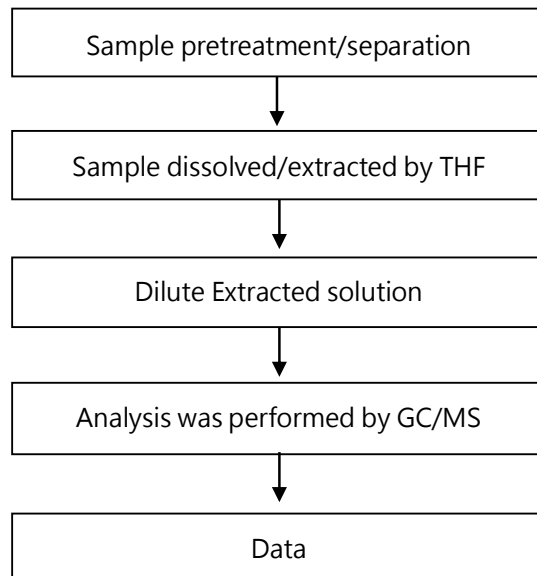 Sample pretreatment/separation
Sample dissolved/extracted by THF
Dilute Extracted solution
Analysis was performed by GC/MS
Data